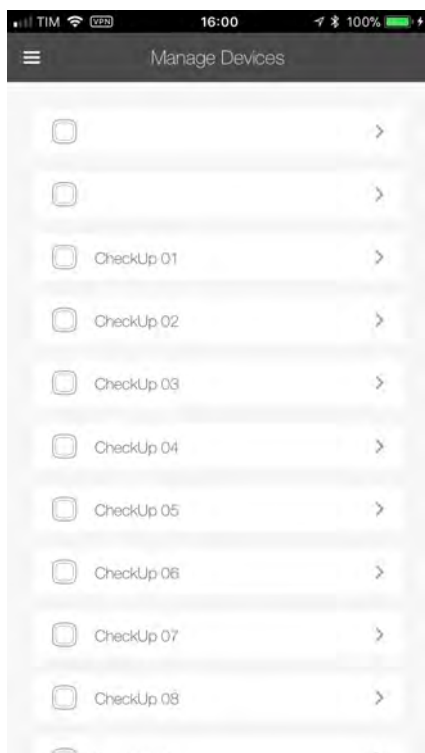 TIM VPN 16:00 100%
Manage Devices
CheckUp 01
CheckUp 02
CheckUp 03
CheckUp 04
CheckUp 05
CheckUp 06
CheckUp 07
CheckUp 08